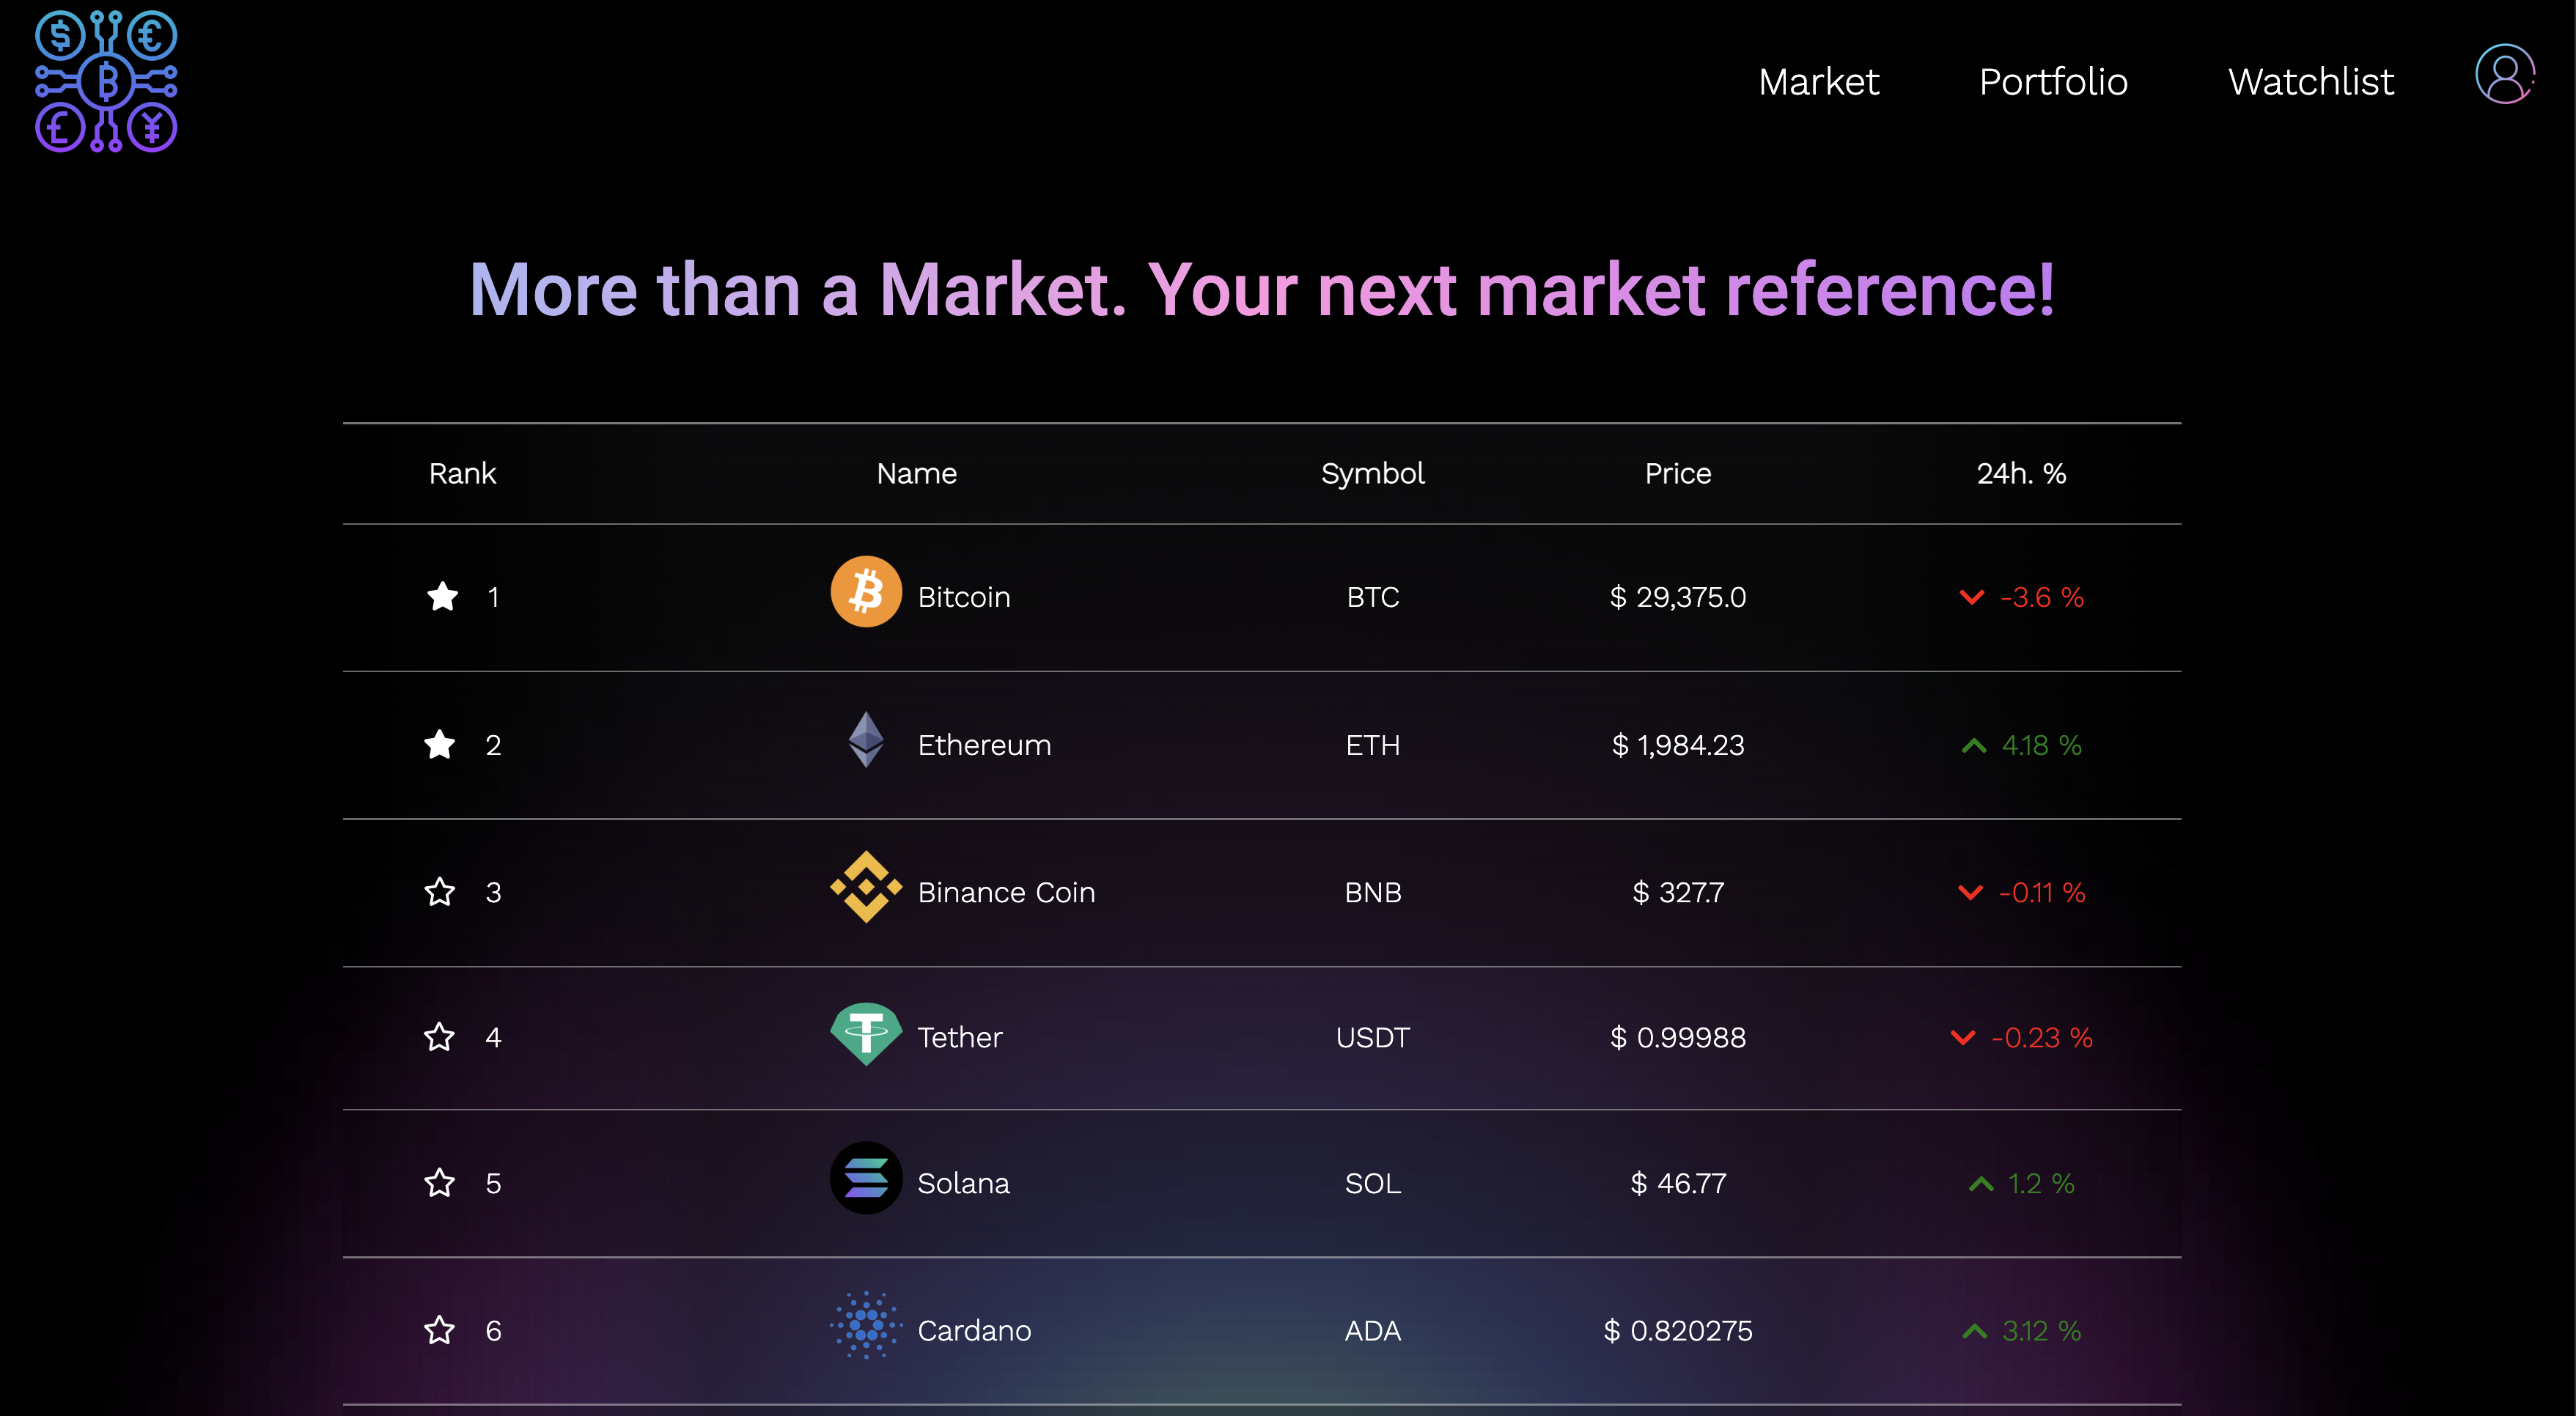 Market Portfolio Watchlist
More than a Market. Your next market reference!
Rank Name Symbol Price 24h. %
1 Bitcoin BTC $ 29,375.0 -3.6 %
2 Ethereum ETH $ 1,984.23 4.18 %
3 Binance Coin BNB $ 327.7 -0.11 %
4 Tether USDT $ 0.99988 -0.23 %
5 Solana SOL $ 46.77 1.2 %
6 Cardano ADA $ 0.820275 3.12 %